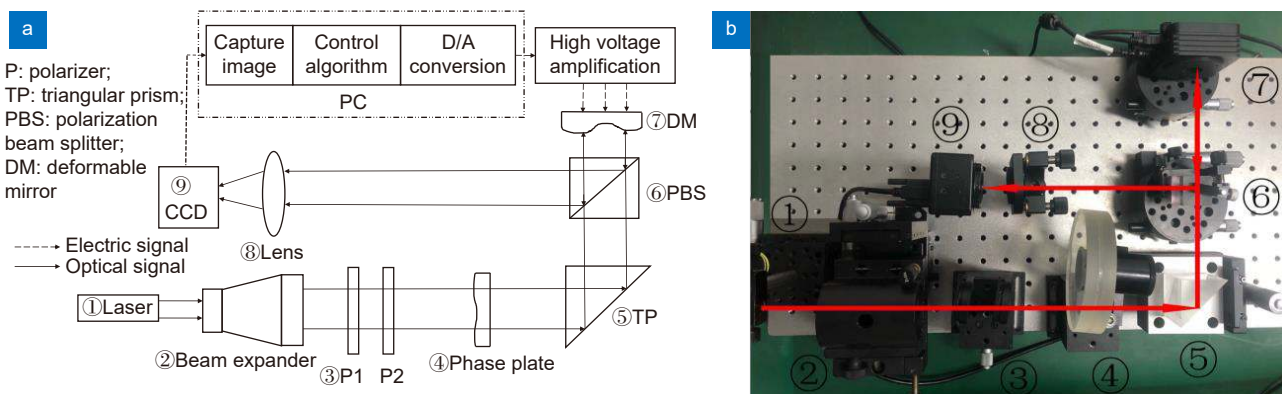 a
P: polarizer;
TP: triangular prism;
PBS: polarization
beam splitter;
DM: deformable
mirror
Electric signal
Optical signal
Capture
image
Control
algorithm
D/A
conversion
PC
High voltage
amplification
⑦DM
⑥PBS
⑨
CCD
⑧Lens
①Laser
②Beam expander
③P1
P2
④Phase plate
⑤TP
b
⑦
⑨
⑧
①
⑥
②
③
④
⑤